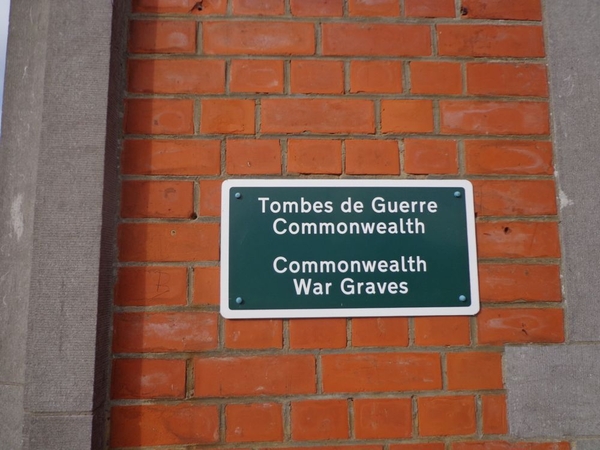 Tombes de Guerre
Commonwealth
Commonwealth
War Graves